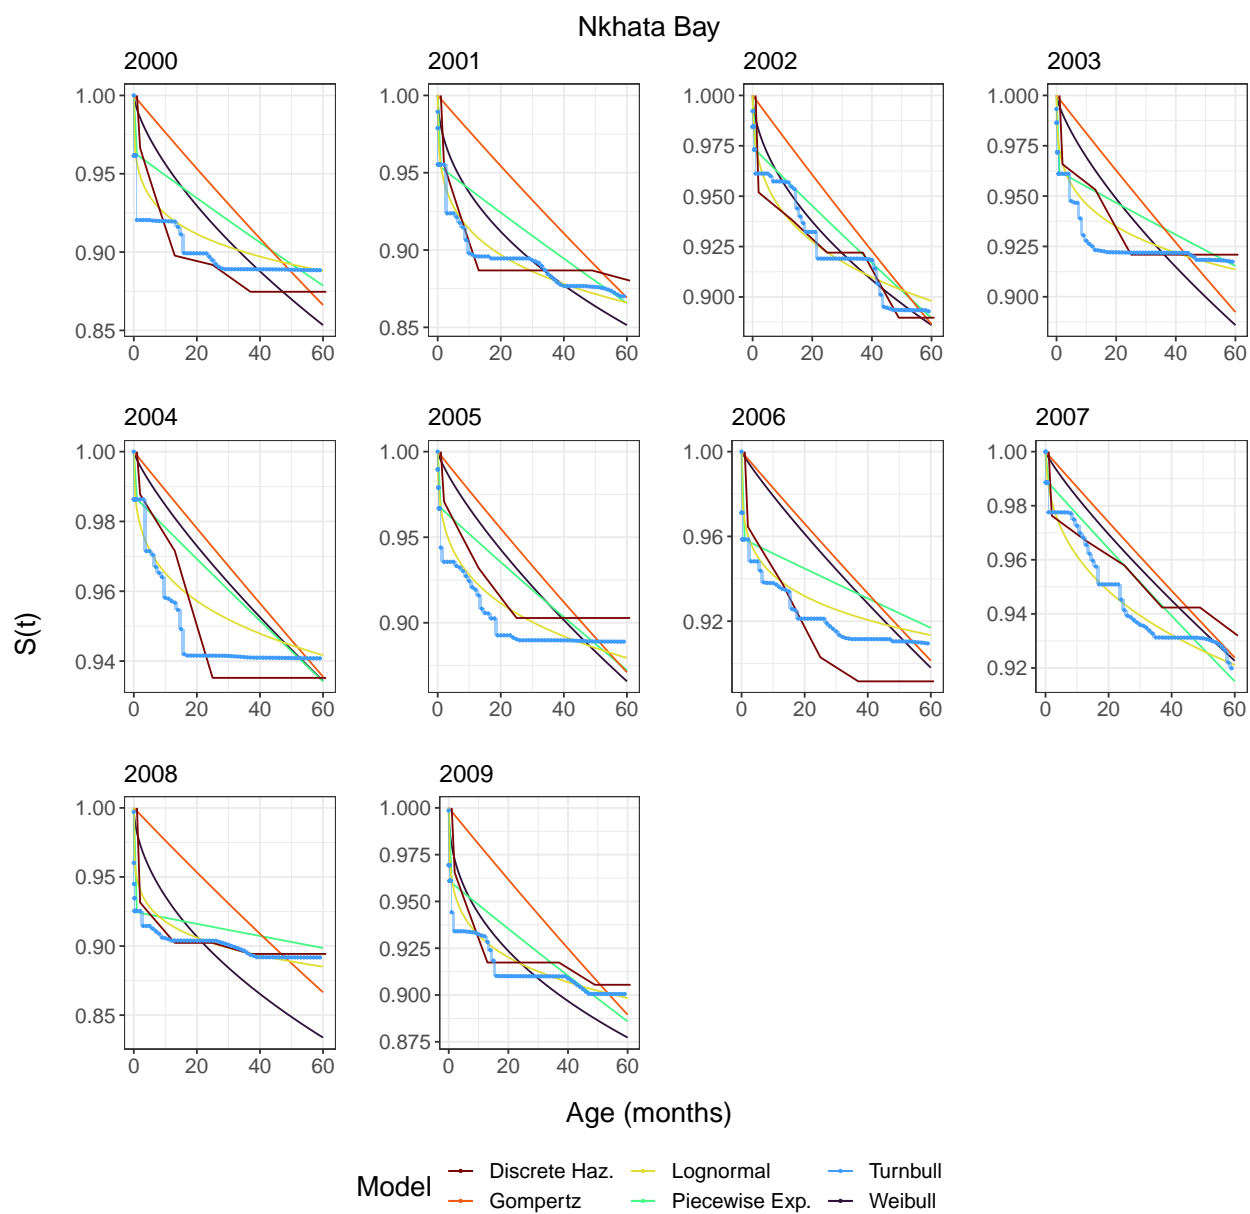 Nkhata Bay
2000 2001 2002 2003
1.00 1.00 1.000 1.000
0.975 0.975
0.95 0.95 0.950 0.950
0.90 0.90 0.925 0.925
0.900 0.900
0.85 0.85
0 20 40 60 0 20 40 60 0 20 40 60 0 20 40 60
2004 2005 2006 2007
1.00 1.00 1.00 1.00
0.98 0.98
0.96 0.95 0.96 0.96
0.94 0.90 0.92 0.94
0.92
0 20 40 60 0 20 40 60 0 20 40 60 0 20 40 60
S(t)
2008 2009
1.00 1.000
0.975
0.95 0.950
0.90 0.925
0.900
0.85 0.875
0 20 40 60 0 20 40 60
Age (months)
Model Discrete Haz. Lognormal Turnbull
Gompertz Piecewise Exp. Weibull